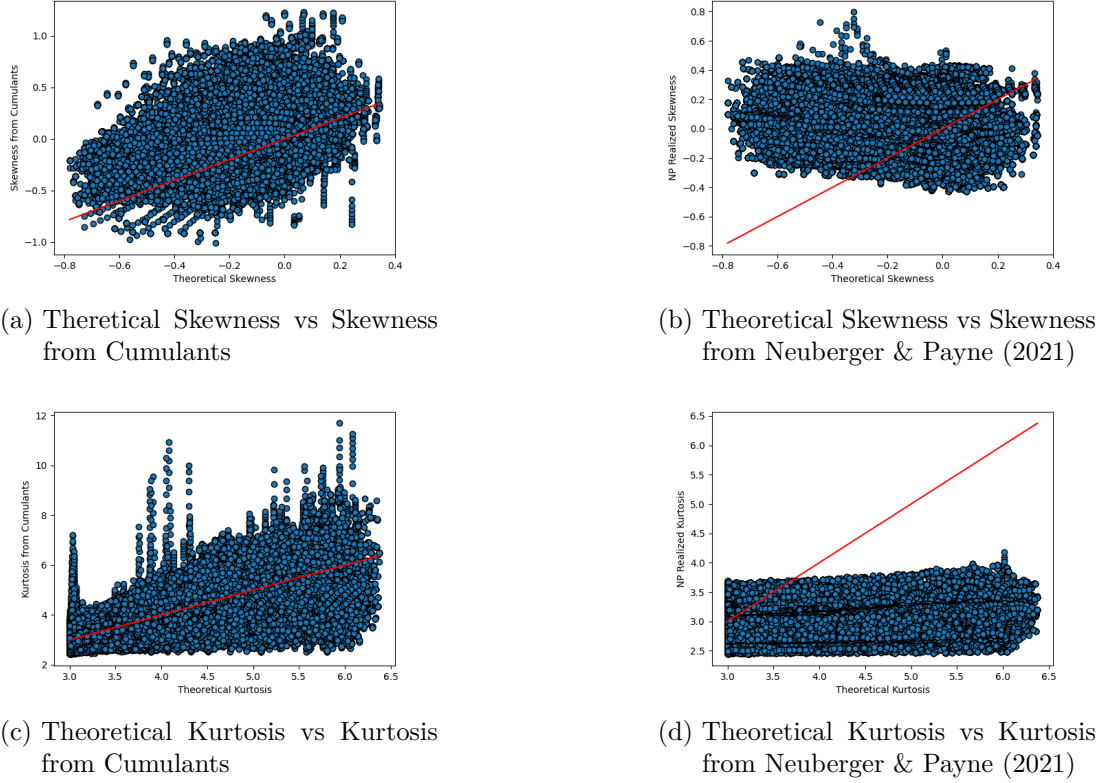 1.0
0.5
0.0
−0.5
−1.0
Skewness from Cumulants
−0.8 −0.6 −0.4 −0.2 0.0 0.2 0.4
Theoretical Skewness
(a) Theretical Skewness vs Skewness
from Cumulants
0.8
0.6
0.4
0.2
0.0
−0.2
−0.4
−0.6
−0.8
NP Realized Skewness
−0.8 −0.6 −0.4 −0.2 0.0 0.2 0.4
Theoretical Skewness
(b) Theoretical Skewness vs Skewness
from Neuberger & Payne (2021)
12
10
8
6
4
2
Kurtosis from Cumulants
3.0 3.5 4.0 4.5 5.0 5.5 6.0 6.5
Theoretical Kurtosis
(c) Theoretical Kurtosis vs Kurtosis
from Cumulants
6.5
6.0
5.5
5.0
4.5
4.0
3.5
3.0
2.5
NP Realized Kurtosis
3.0 3.5 4.0 4.5 5.0 5.5 6.0 6.5
Theoretical Kurtosis
(d) Theoretical Kurtosis vs Kurtosis
from Neuberger & Payne (2021)